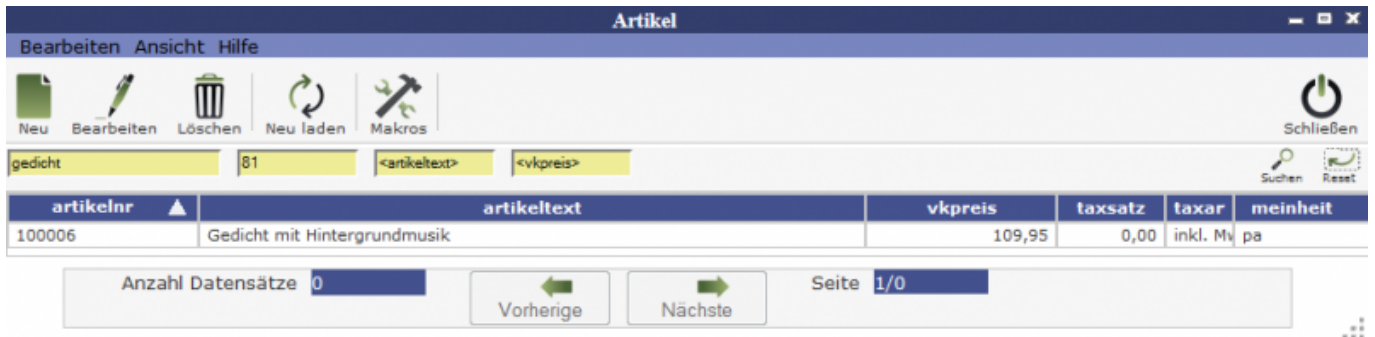 Artikel
Bearbeiten Ansicht Hilfe
Neu Bearbeiten Löschen Neu laden Makros Schließen
gedicht 81 <artikeltext> <vkpreis> Suchen Reset
artikelnr artikeltext vkpreis taxsatz taxar meinheit
100006 Gedicht mit Hintergrundmusik 109,95 0,00 inkl. Mv pa
Anzahl Datensätze 0 Vorherige Nächste Seite 1/0